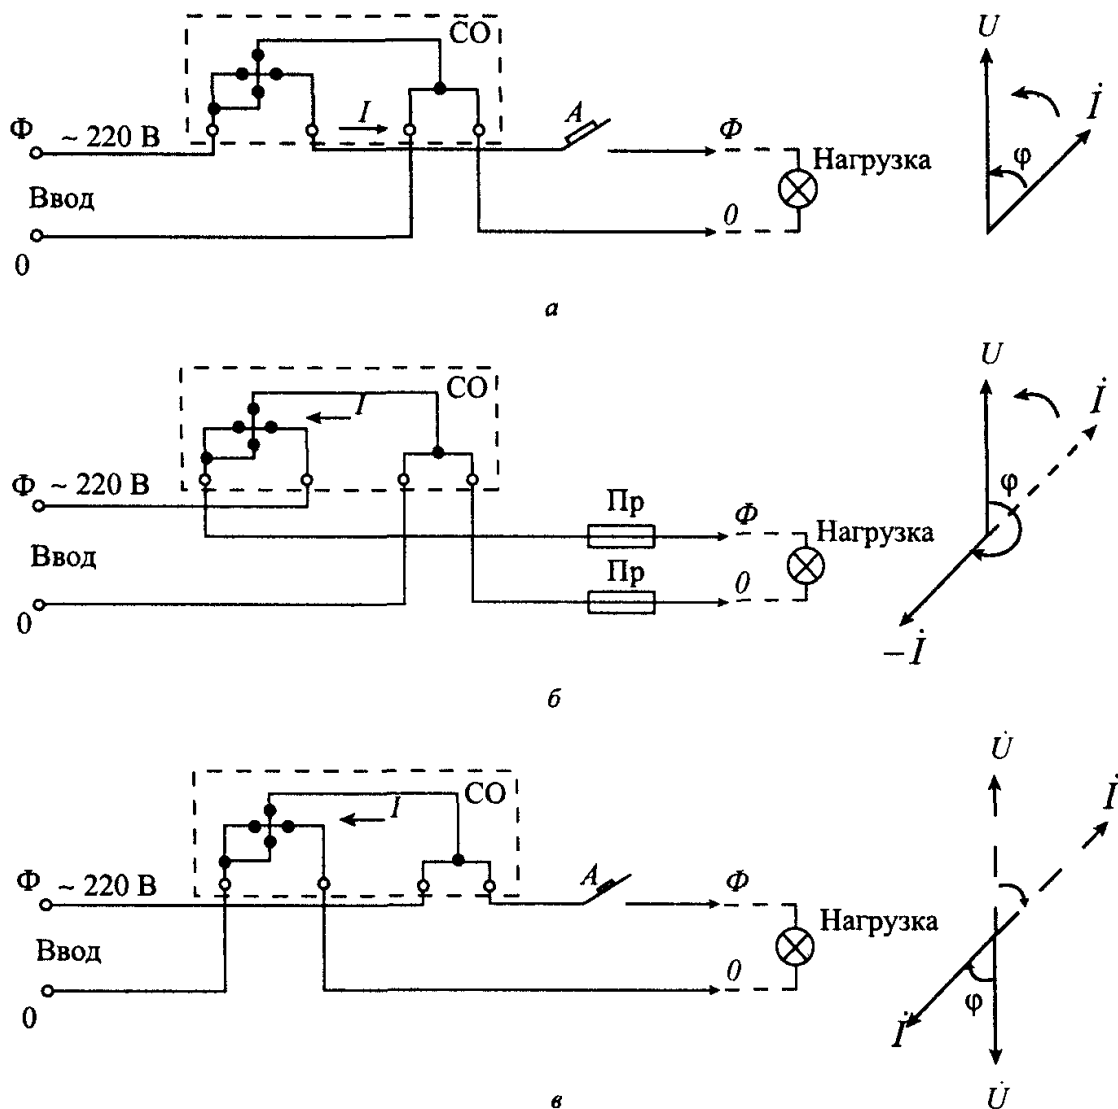 СО
U
İ
I
А
Ф ~ 220 В
Ф
Нагрузка
φ
Ввод
0
0
а
U
СО
I
İ
Ф ~ 220 В
Пр
Ф
φ
Нагрузка
Ввод
Пр
0
0
– İ
б
U̇
СО
I
İ
А
Ф ~ 220 В
Ф
Нагрузка
Ввод
0
φ
0
İ
U̇
в